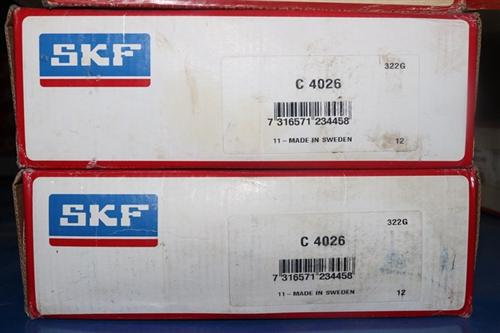 SKF
322G
C 4026
7 316571 234458
11 – MADE IN SWEDEN 12
SKF
322G
C 4026
7 316571 234458
11 – MADE IN SWEDEN 12